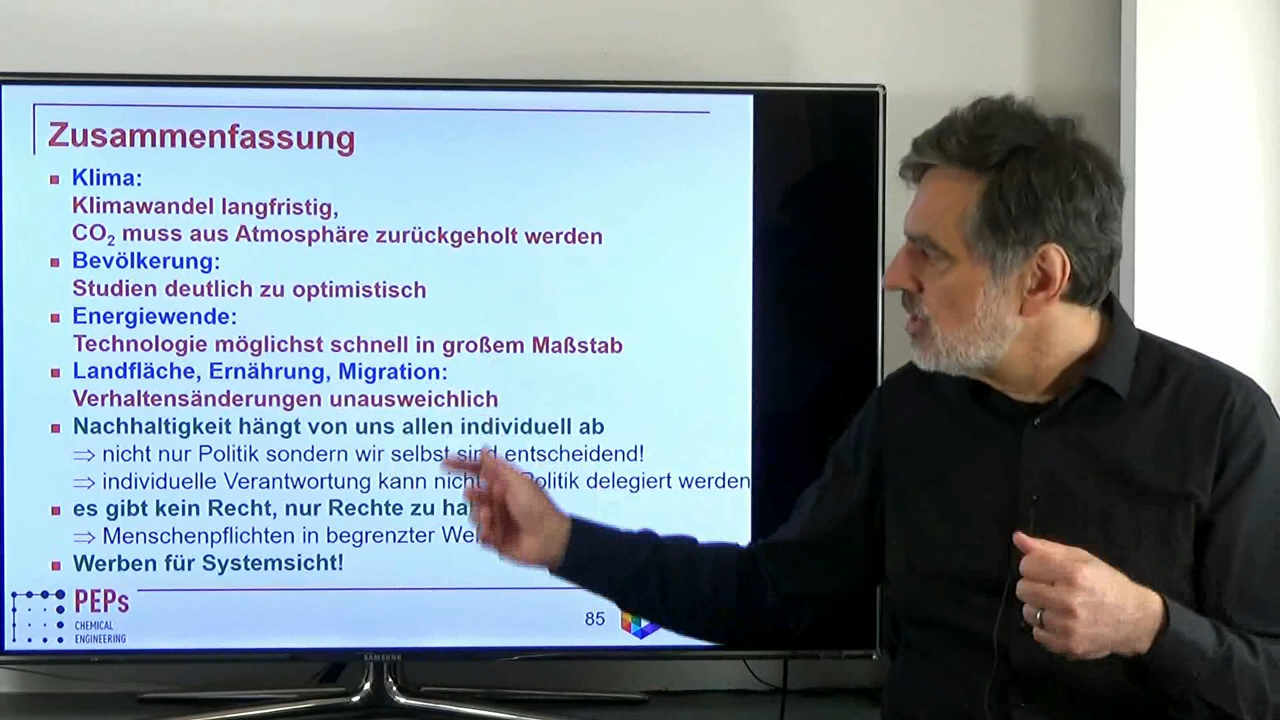 Zusammenfassung
Klima:
Klimawandel langfristig,
CO₂ muss aus Atmosphäre zurückgeholt werden
Bevölkerung:
Studien deutlich zu optimistisch
Energiewende:
Technologie möglichst schnell in großem Maßstab
Landfläche, Ernährung, Migration:
Verhaltensänderungen unausweichlich
Nachhaltigkeit hängt von uns allen individuell ab
⇒ nicht nur Politik sondern wir selbst sind entscheidend!
⇒ individuelle Verantwortung kann nicht Politik delegiert werden
es gibt kein Recht, nur Rechte zu
⇒ Menschenpflichten in begrenzter
Werben für Systemsicht!
PEPs
CHEMICAL
ENGINEERING
85
SAMSUNG